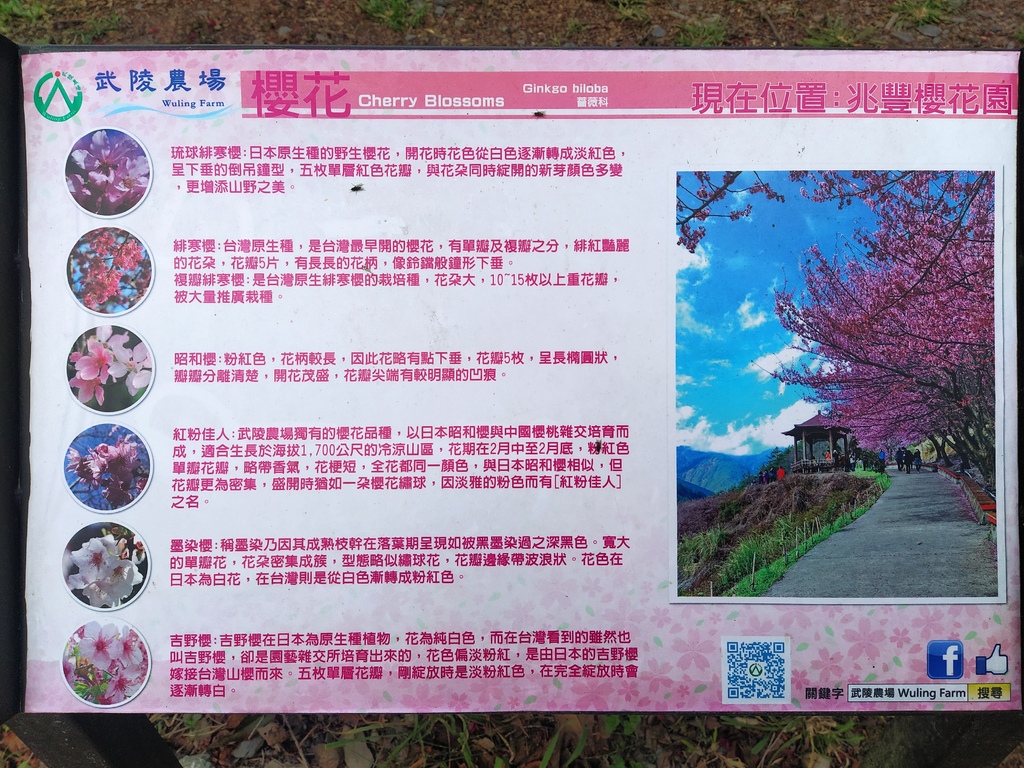 武陵農場
Wuling Farm
櫻花
Cherry Blossoms
Ginkgo biloba
薔薇科
現在位置：兆豐櫻花園
琉球緋寒櫻：日本原生種的野生櫻花，開花時花色從白色逐漸轉成淡紅色，
呈下垂的倒吊鐘型，五枚單層紅色花瓣，與花朵同時綻開的新芽顏色多變
，更增添山野之美。
緋寒櫻：台灣原生種，是台灣最早開的櫻花，有單瓣及複瓣之分，緋紅豔麗
的花朵，花瓣5片，有長長的花柄，像鈴鐺般鐘形下垂。
複瓣緋寒櫻：是台灣原生緋寒櫻的栽培種，花朵大，10~15枚以上重花瓣，
被大量推廣栽種。
昭和櫻：粉紅色，花柄較長，因此花略有點下垂，花瓣5枚，呈長橢圓狀，
瓣瓣分離清楚，開花茂盛，花瓣尖端有較明顯的凹痕。
紅粉佳人：武陵農場獨有的櫻花品種，以日本昭和櫻與中國櫻桃雜交培育而
成，適合生長於海拔1,700公尺的冷涼山區，花期在2月中至2月底，粉紅色
單瓣花瓣，略帶香氣，花梗短，全花都同一顏色，與日本昭和櫻相似，但
花瓣更為密集，盛開時猶如一朵櫻花繡球，因淡雅的粉色而有[紅粉佳人]
之名。
墨染櫻：稱墨染乃因其成熟枝幹在落葉期呈現如被黑墨染過之深黑色。寬大
的單瓣花，花朵密集成簇，型態略似繡球花，花瓣邊緣帶波浪狀。花色在
日本為白花，在台灣則是從白色漸轉成粉紅色。
吉野櫻：吉野櫻在日本為原生種植物，花為純白色，而在台灣看到的雖然也
叫吉野櫻，卻是園藝雜交所培育出來的，花色偏淡粉紅，是由日本的吉野櫻
嫁接台灣山櫻而來。五枚單層花瓣，剛綻放時是淡粉紅色，在完全綻放時會
逐漸轉白。
關鍵字 武陵農場 Wuling Farm 搜尋